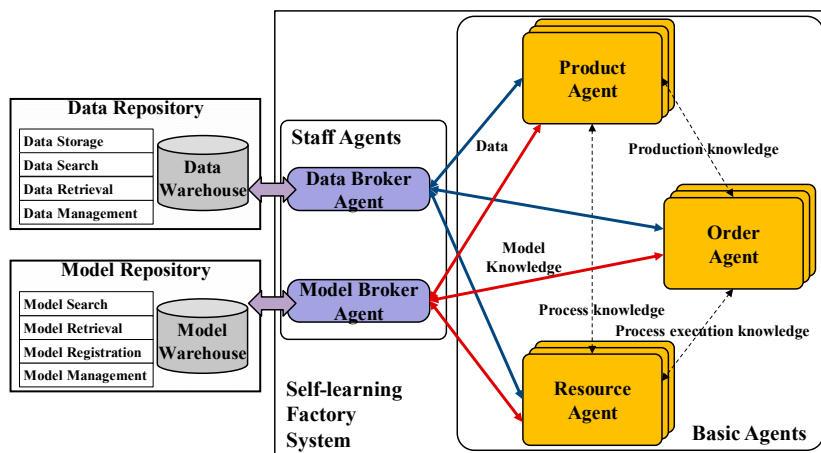 Data Repository
Data Storage
Data Search
Data Retrieval
Data Management
Data
Warehouse
Model Repository
Model Search
Model Retrieval
Model Registration
Model Management
Model
Warehouse
Staff Agents
Data Broker
Agent
Model Broker
Agent
Self-learning
Factory
System
Product
Agent
Data
Production knowledge
Order
Agent
Model
Knowledge
Process knowledge
Process execution knowledge
Resource
Agent
Basic Agents